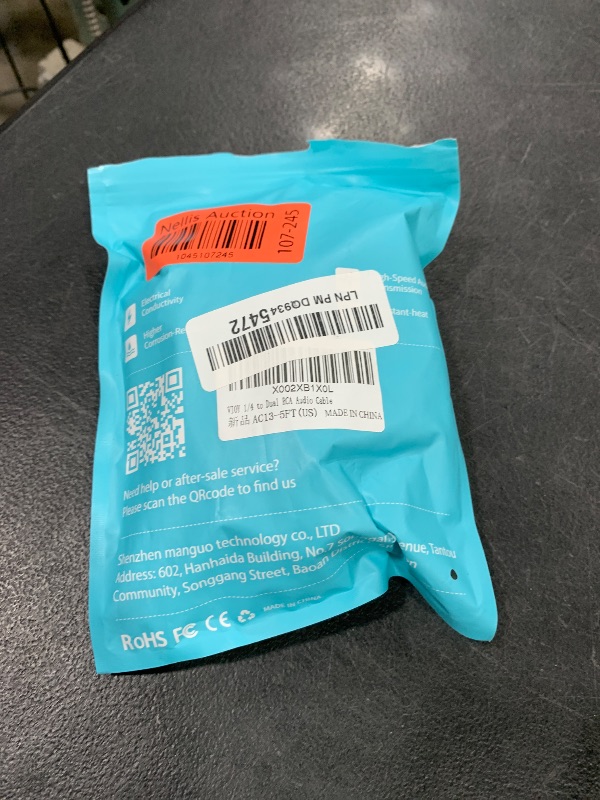 Nellis Auction
1045107245
107-245
Electrical
Conductivity
Higher
LPN PM DQ9345472
X002XB1X0L
1/4 to Dual RCA Audio Cable
新品 AC13-5FT(US) MADE IN CHINA
Need help or after-sale service?
Please scan the QRcode to find us
Shenzhen manguo technology co., LTD
Address: 602, Hanhaida Building, No.7
Community, Songgang Street, Baoan
RoHS FC CE MADE IN CHINA